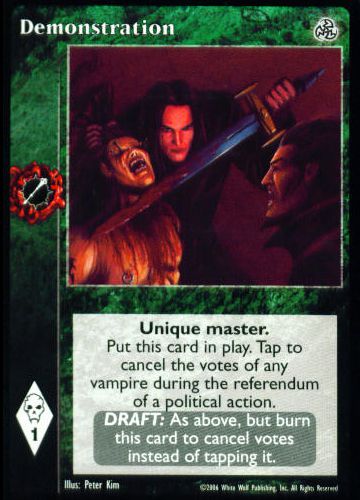 Demonstration
Unique master.
Put this card in play. Tap to
cancel the votes of any
vampire during the referendum
of a political action.
DRAFT: As above, but burn
this card to cancel votes
instead of tapping it.
1
Illus: Peter Kim
©2006 White Wolf Publishing, Inc. All Rights Reserved.